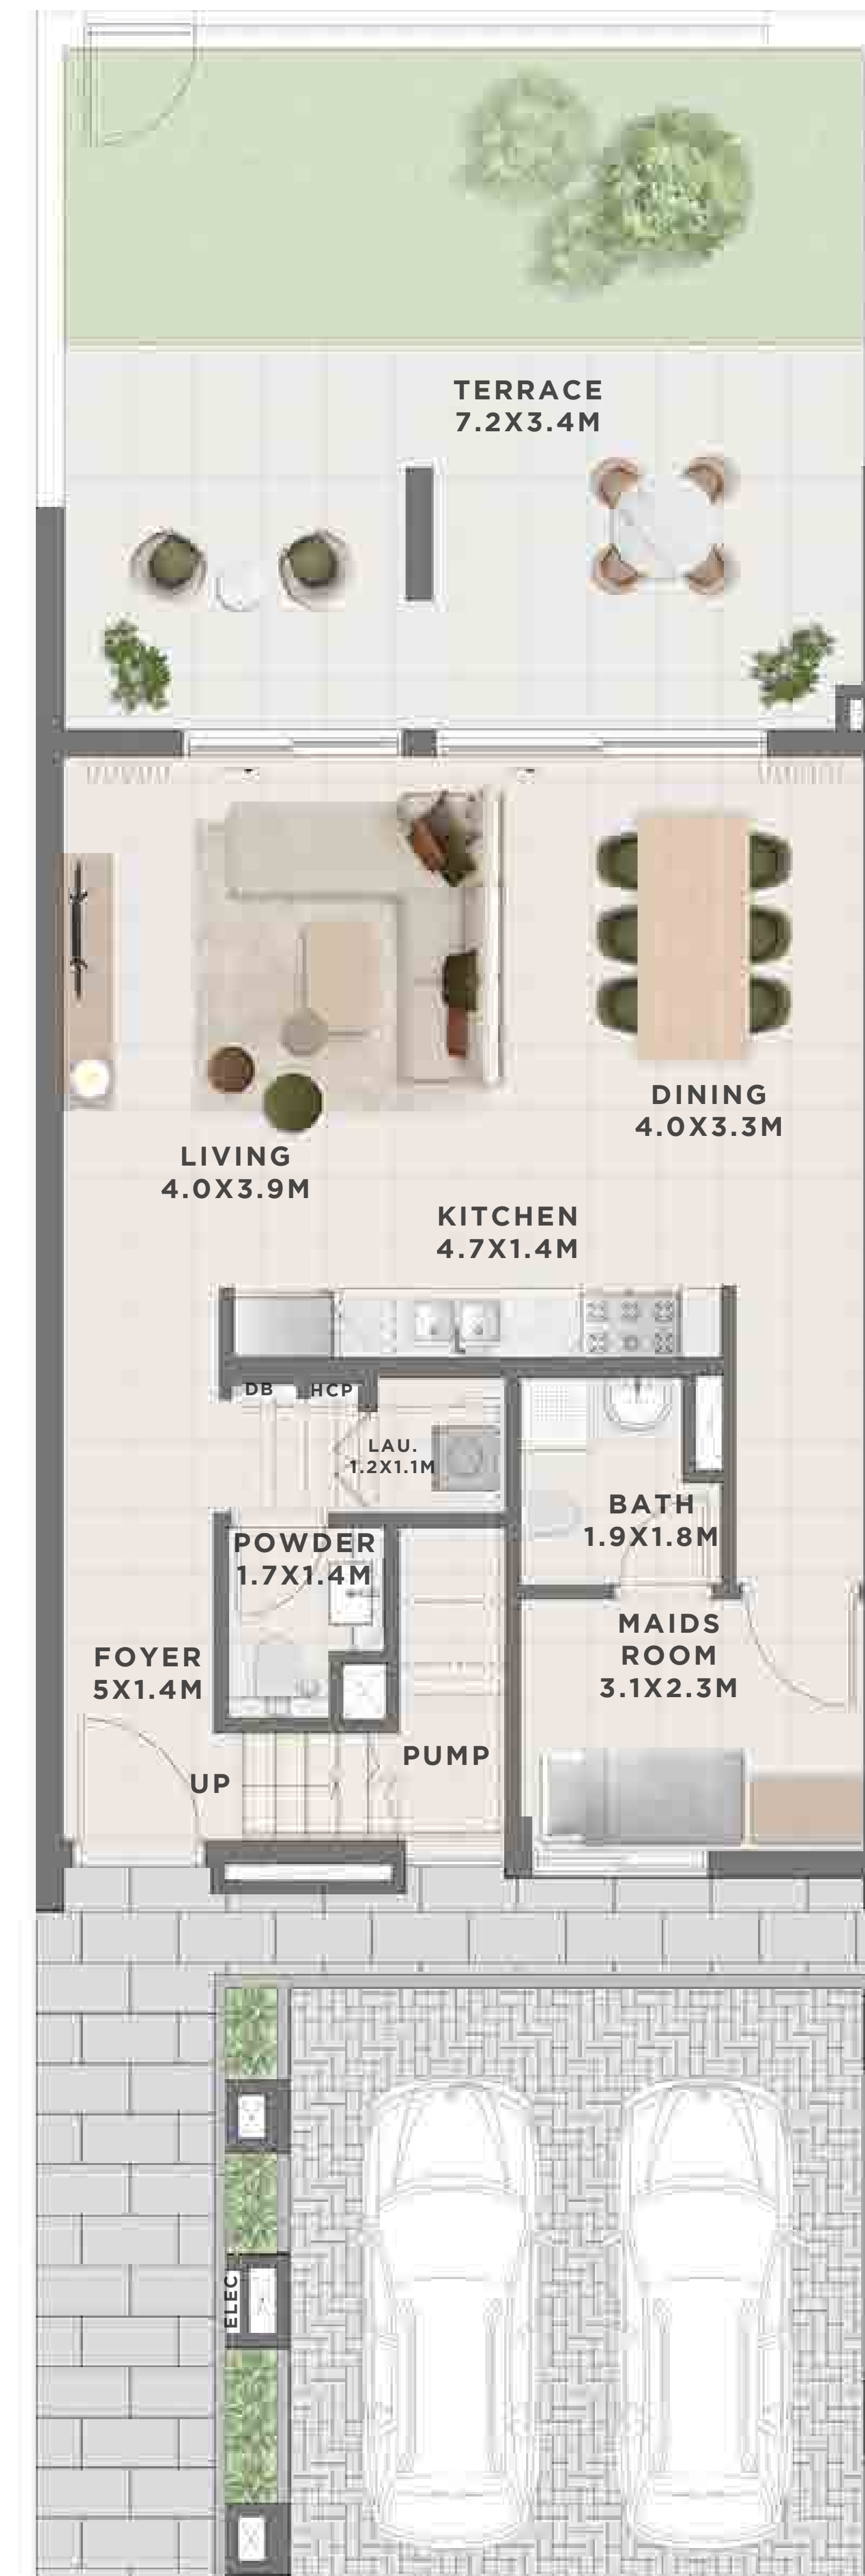 TERRACE
7.2X3.4M
DINING
4.0X3.3M
LIVING
4.0X3.9M
KITCHEN
4.7X1.4M
DB
HCP
LAU.
1.2X1.1M
BATH
1.9X1.8M
POWDER
1.7X1.4M
MAIDS
ROOM
3.1X2.3M
FOYER
5X1.4M
PUMP
UP
ELEC